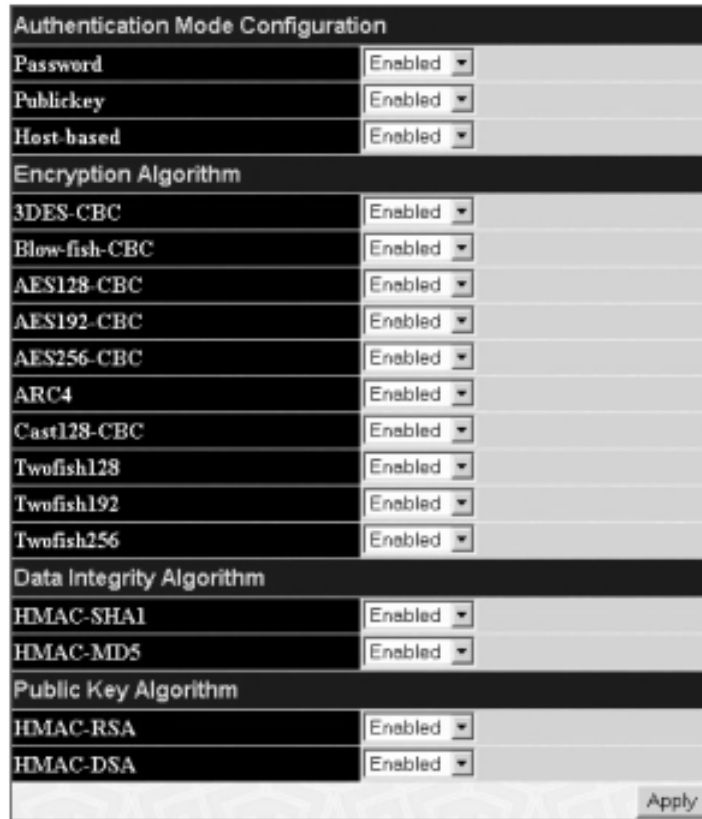 Authentication Mode Configuration
Password Enabled
Publickey Enabled
Host-based Enabled
Encryption Algorithm
3DES-CBC Enabled
Blow-fish-CBC Enabled
AES128-CBC Enabled
AES192-CBC Enabled
AES256-CBC Enabled
ARC4 Enabled
Cast128-CBC Enabled
Twofish128 Enabled
Twofish192 Enabled
Twofish256 Enabled
Data Integrity Algorithm
HMAC-SHA1 Enabled
HMAC-MD5 Enabled
Public Key Algorithm
HMAC-RSA Enabled
HMAC-DSA Enabled
Apply